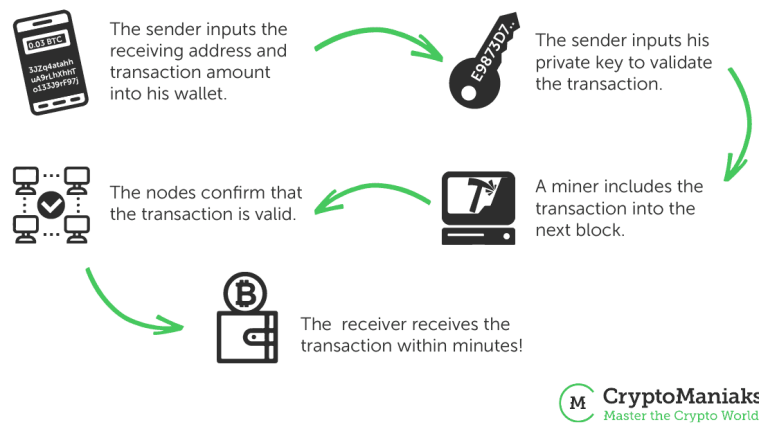 0.03 BTC
3JZq4atahh
uA9rLhXhhT
o133J9rF97j
The sender inputs the
receiving address and
transaction amount
into his wallet.
E9873D7..
The sender inputs his
private key to validate
the transaction.
A miner includes the
transaction into the
next block.
The nodes confirm that
the transaction is valid.
The receiver receives the
transaction within minutes!
CryptoManiaks
Master the Crypto World